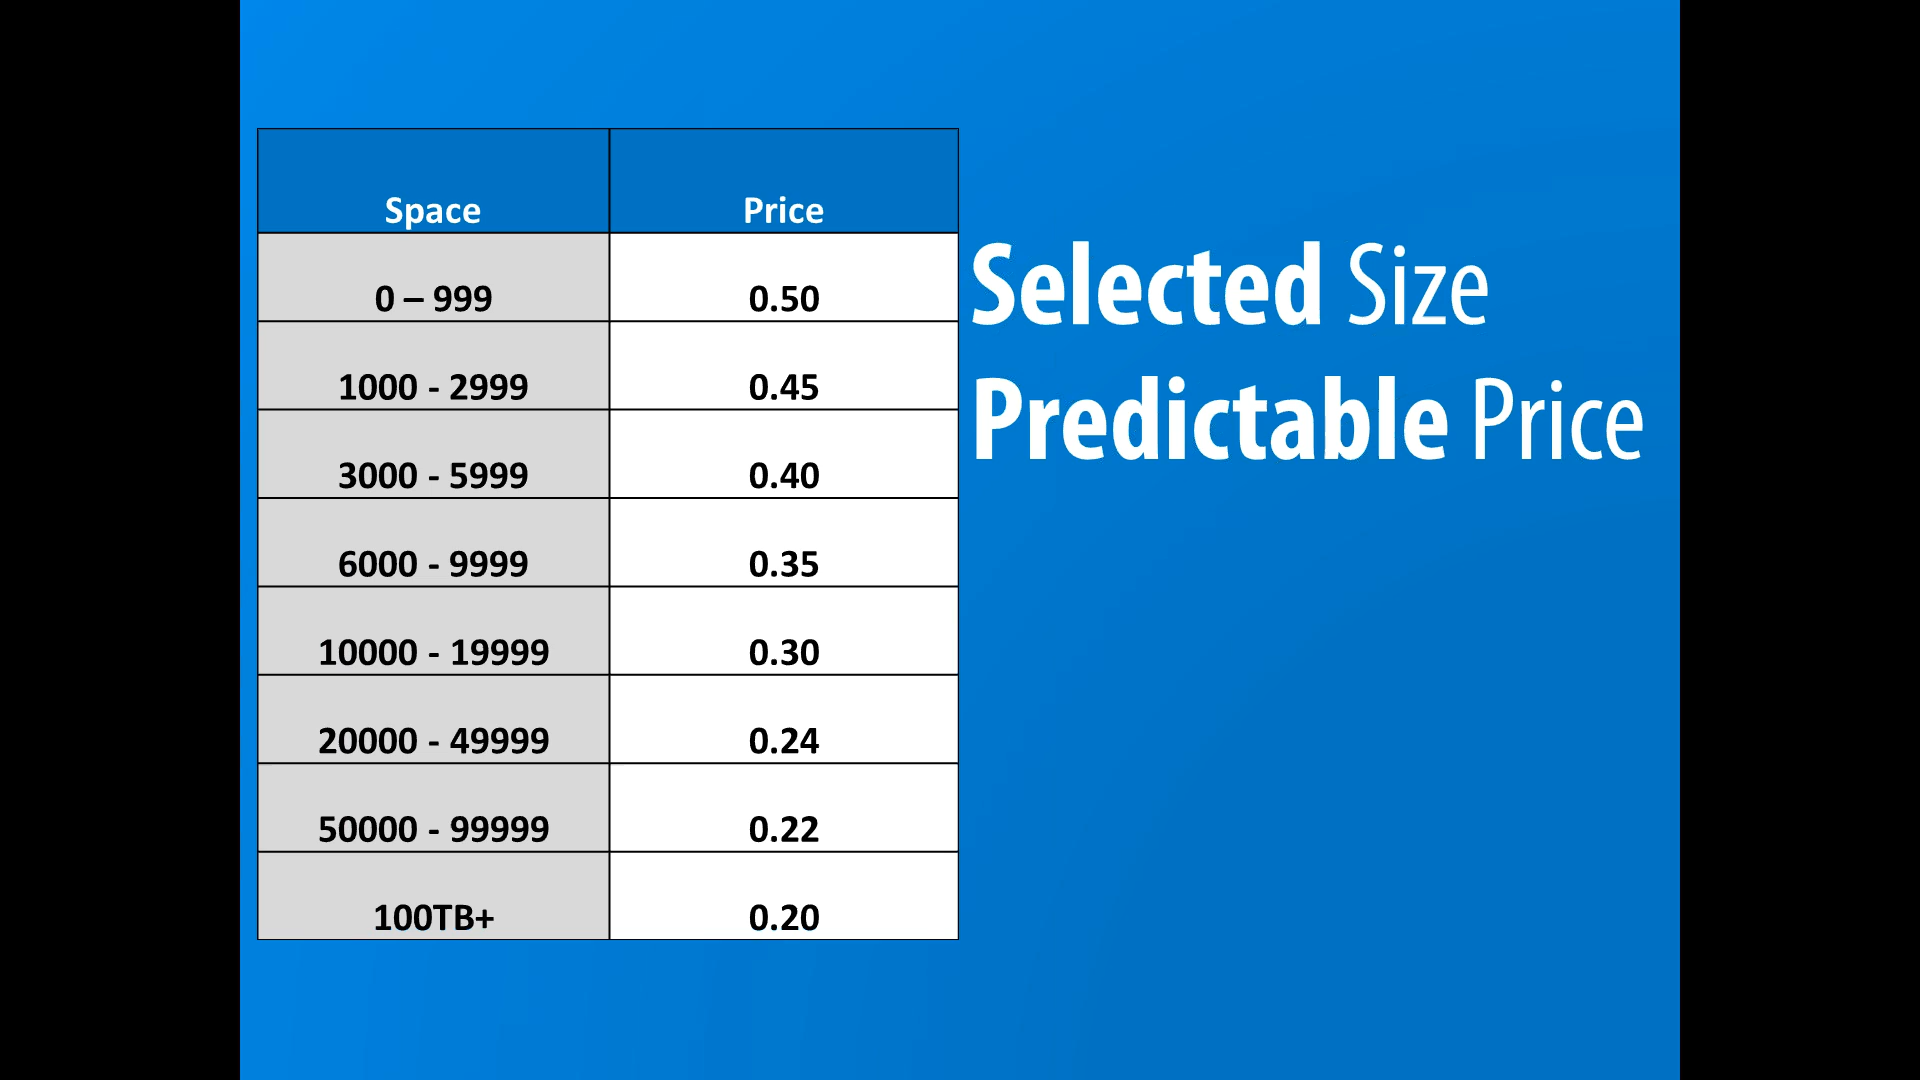 Space Price
0 – 999 0.50
1000 - 2999 0.45
3000 - 5999 0.40
6000 - 9999 0.35
10000 - 19999 0.30
20000 - 49999 0.24
50000 - 99999 0.22
100TB+ 0.20
Selected Size
Predictable Price